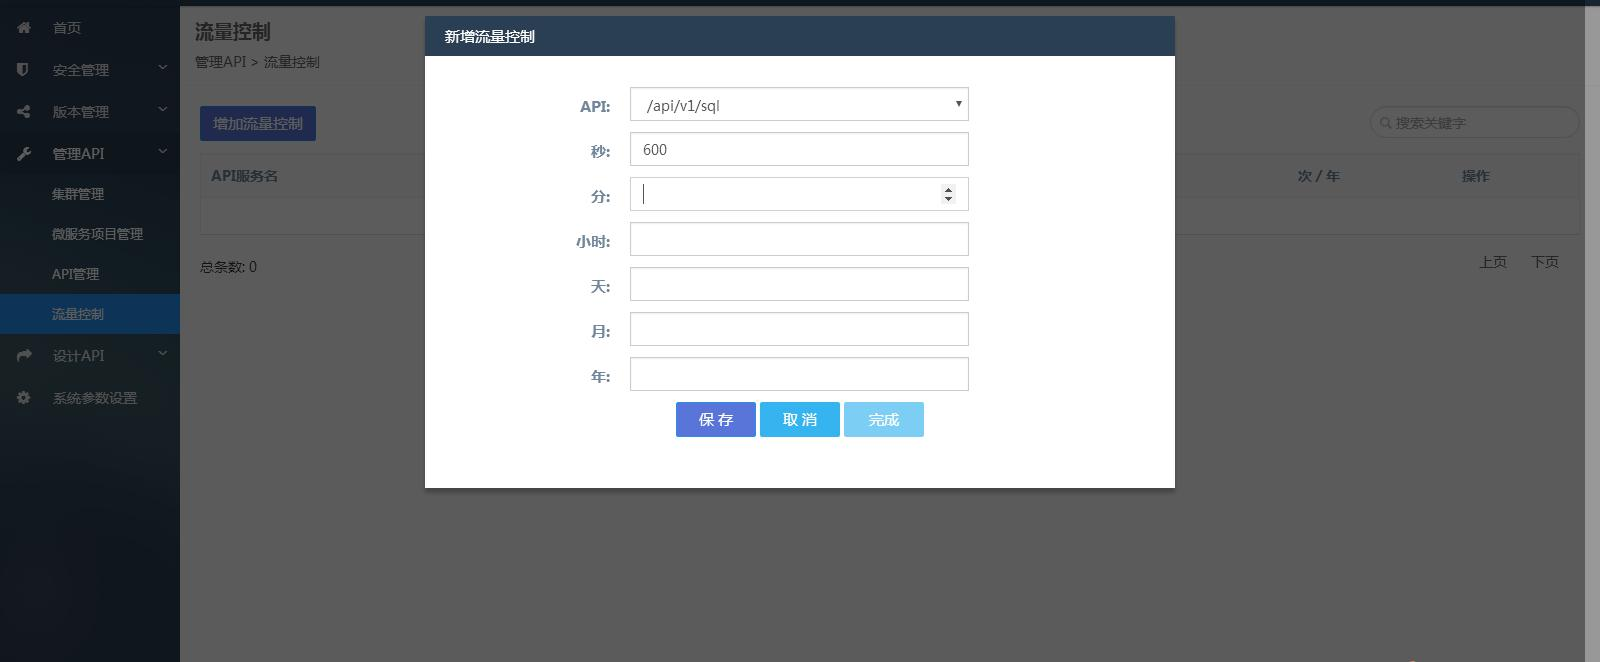 首页
安全管理
版本管理
管理API
集群管理
微服务项目管理
API管理
流量控制
设计API
系统参数设置
流量控制
管理API > 流量控制
增加流量控制
搜索关键字
API服务名
次 / 年
操作
总条数: 0
上页
下页
新增流量控制
API: /api/v1/sql
秒: 600
分:
小时:
天:
月:
年:
保 存
取 消
完成